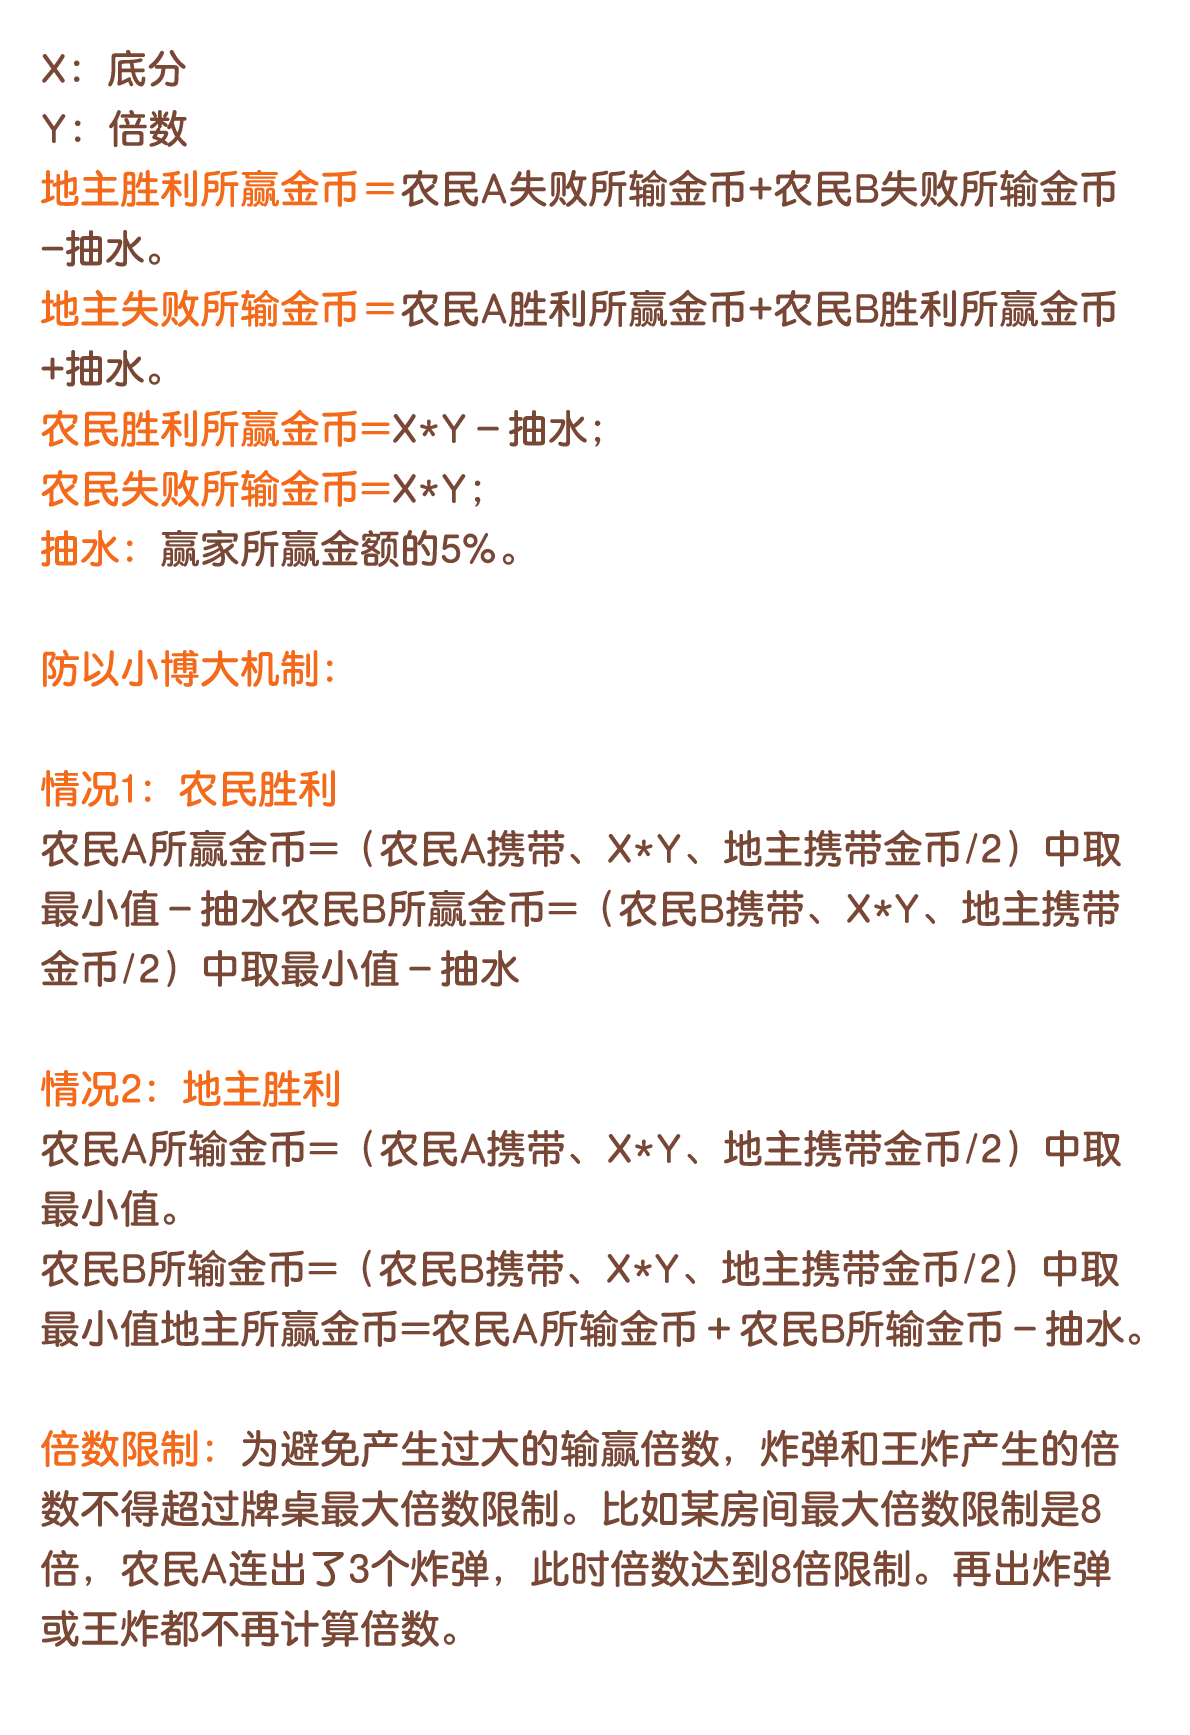 X：底分
Y：倍数
地主胜利所赢金币＝农民A失败所输金币+农民B失败所输金币
-抽水。
地主失败所输金币＝农民A胜利所赢金币+农民B胜利所赢金币
+抽水。
农民胜利所赢金币=X*Y－抽水；
农民失败所输金币=X*Y；
抽水：赢家所赢金额的5%。
防以小博大机制：
情况1：农民胜利
农民A所赢金币=（农民A携带、X*Y、地主携带金币/2）中取
最小值－抽水农民B所赢金币=（农民B携带、X*Y、地主携带
金币/2）中取最小值－抽水
情况2：地主胜利
农民A所输金币=（农民A携带、X*Y、地主携带金币/2）中取
最小值。
农民B所输金币=（农民B携带、X*Y、地主携带金币/2）中取
最小值地主所赢金币=农民A所输金币＋农民B所输金币－抽水。
倍数限制：为避免产生过大的输赢倍数，炸弹和王炸产生的倍
数不得超过牌桌最大倍数限制。比如某房间最大倍数限制是8
倍，农民A连出了3个炸弹，此时倍数达到8倍限制。再出炸弹
或王炸都不再计算倍数。